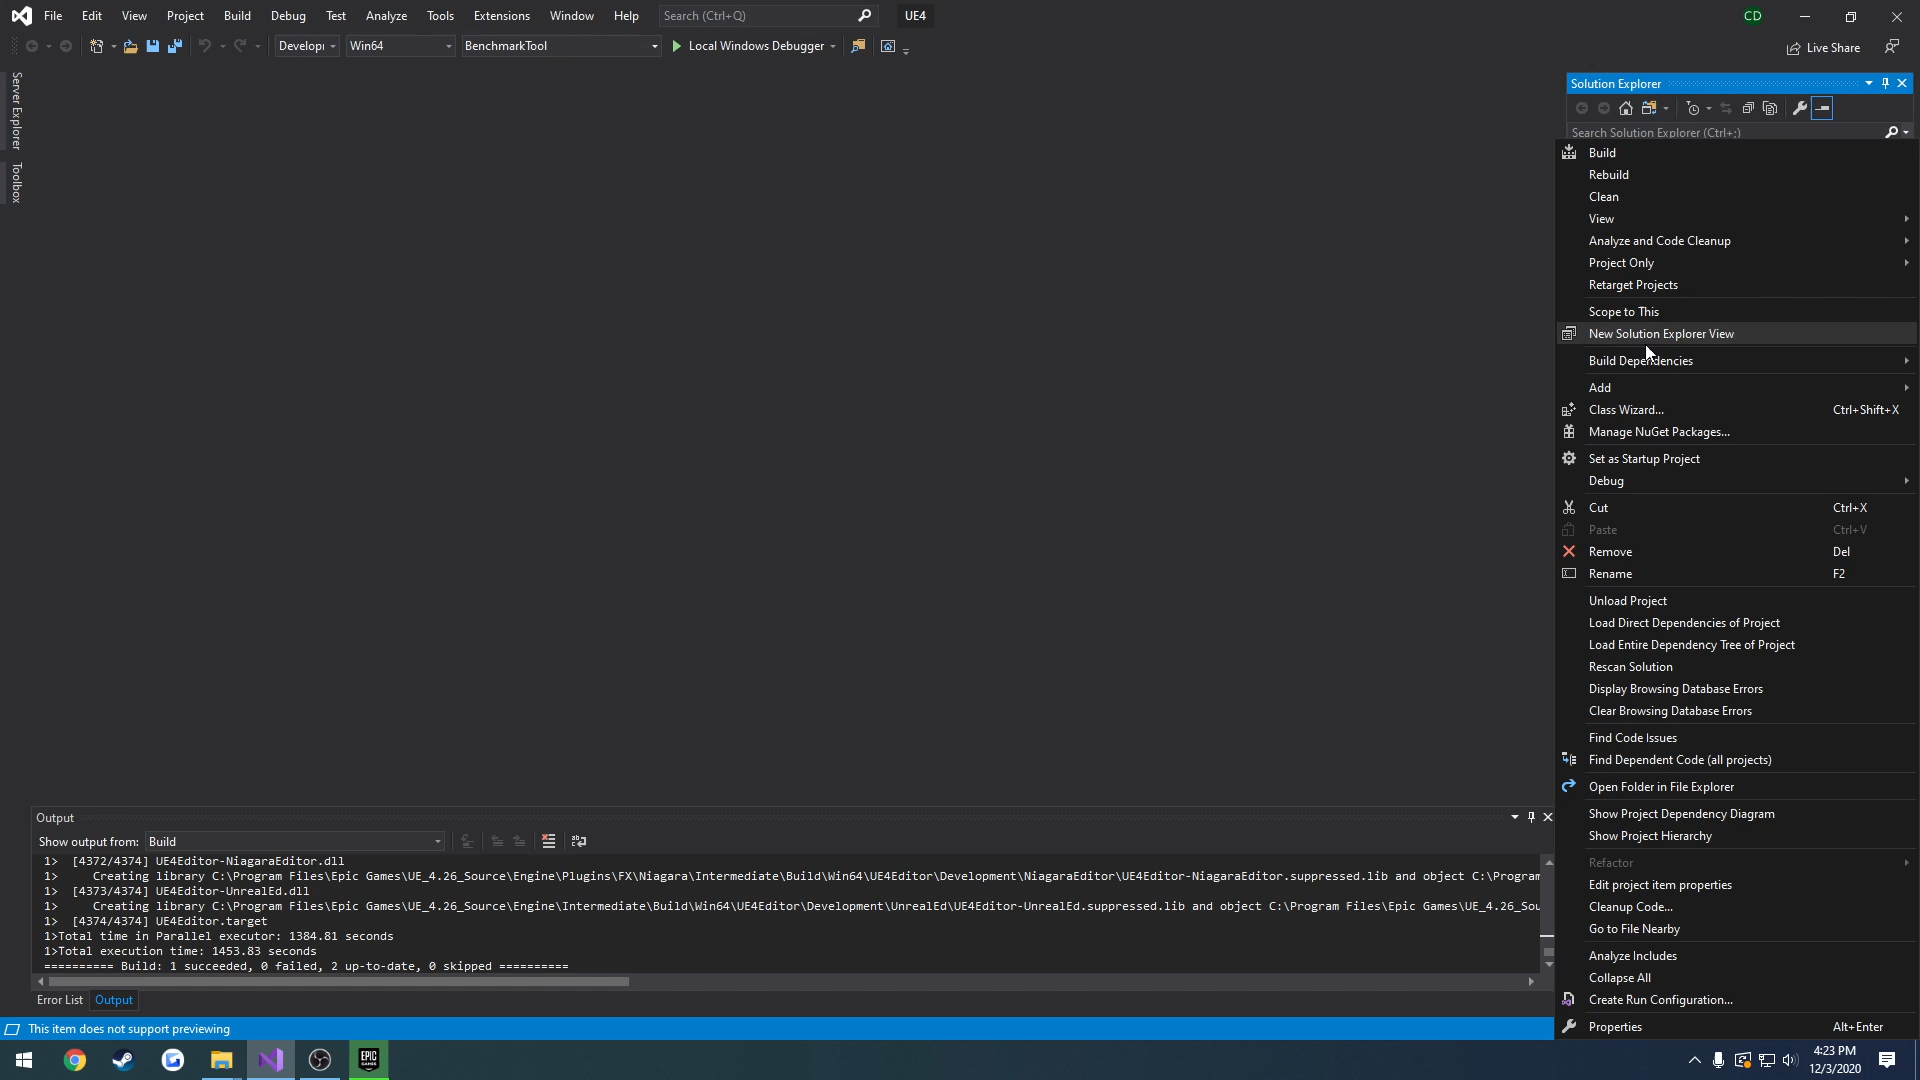 File Edit View Project Build Debug Test Analyze Tools Extensions Window Help Search (Ctrl+Q) UE4 CD
Develop Win64 BenchmarkTool Local Windows Debugger Live Share
Server Explorer
Toolbox
Solution Explorer
Search Solution Explorer (Ctrl+;)
Build
Rebuild
Clean
View
Analyze and Code Cleanup
Project Only
Retarget Projects
Scope to This
New Solution Explorer View
Build Dependencies
Add
Class Wizard... Ctrl+Shift+X
Manage NuGet Packages...
Set as Startup Project
Debug
Cut Ctrl+X
Paste Ctrl+V
Remove Del
Rename F2
Unload Project
Load Direct Dependencies of Project
Load Entire Dependency Tree of Project
Rescan Solution
Display Browsing Database Errors
Clear Browsing Database Errors
Find Code Issues
Find Dependent Code (all projects)
Open Folder in File Explorer
Show Project Dependency Diagram
Show Project Hierarchy
Refactor
Edit project item properties
Cleanup Code...
Go to File Nearby
Analyze Includes
Collapse All
Create Run Configuration...
Properties Alt+Enter
Output
Show output from: Build
1> [4372/4374] UE4Editor-NiagaraEditor.dll
1> Creating library C:\Program Files\Epic Games\UE_4.26_Source\Engine\Plugins\FX\Niagara\Intermediate\Build\Win64\UE4Editor\Development\NiagaraEditor\UE4Editor-NiagaraEditor.suppressed.lib and object C:\Program
1> [4373/4374] UE4Editor-UnrealEd.dll
1> Creating library C:\Program Files\Epic Games\UE_4.26_Source\Engine\Intermediate\Build\Win64\UE4Editor\Development\UnrealEd\UE4Editor-UnrealEd.suppressed.lib and object C:\Program Files\Epic Games\UE_4.26_Sou
1> [4374/4374] UE4Editor.target
1>Total time in Parallel executor: 1384.81 seconds
1>Total execution time: 1453.83 seconds
========== Build: 1 succeeded, 0 failed, 2 up-to-date, 0 skipped ==========
Error List Output
This item does not support previewing
EPIC GAMES
4:23 PM
12/3/2020